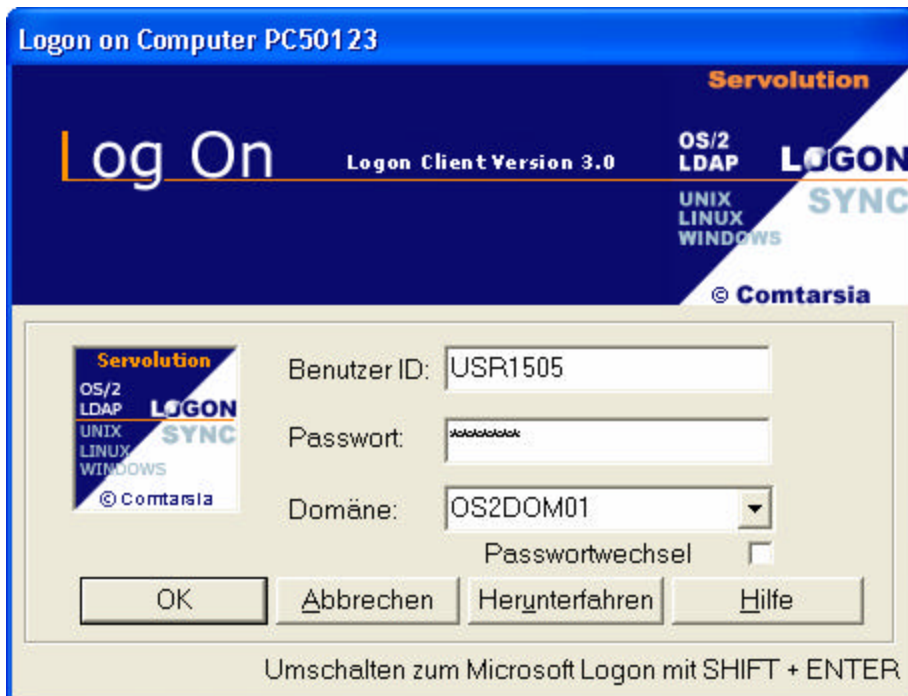 Logon on Computer PC50123
Servolution
Log On
Logon Client Version 3.0
OS/2
LDAP
LOGON
SYNC
UNIX
LINUX
WINDOWS
© Comtarsia
Servolution
OS/2
LDAP
LOGON
UNIX
SYNC
LINUX
WINDOWS
© Comtarsia
Benutzer ID: USR1505
Passwort: ********
Domäne: OS2DOM01
Passwortwechsel
OK Abbrechen Herunterfahren Hilfe
Umschalten zum Microsoft Logon mit SHIFT + ENTER